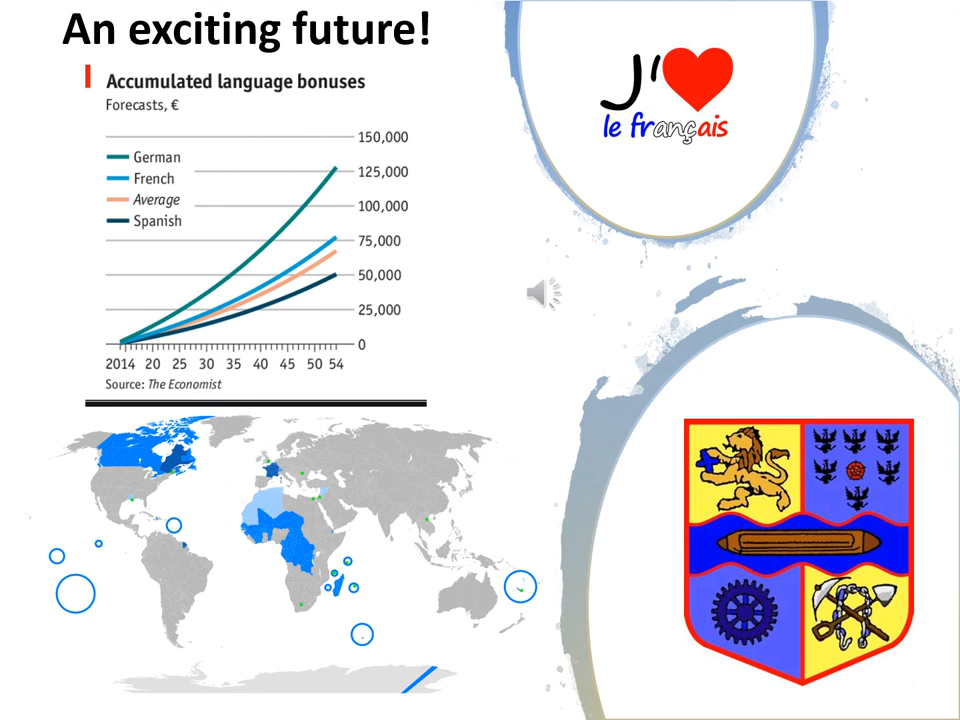 An exciting future!
Accumulated language bonuses
Forecasts, €
150,000
German
125,000
French
Average
100,000
Spanish
75,000
50,000
25,000
0
2014 20 25 30 35 40 45 50 54
Source: The Economist
J'
le français